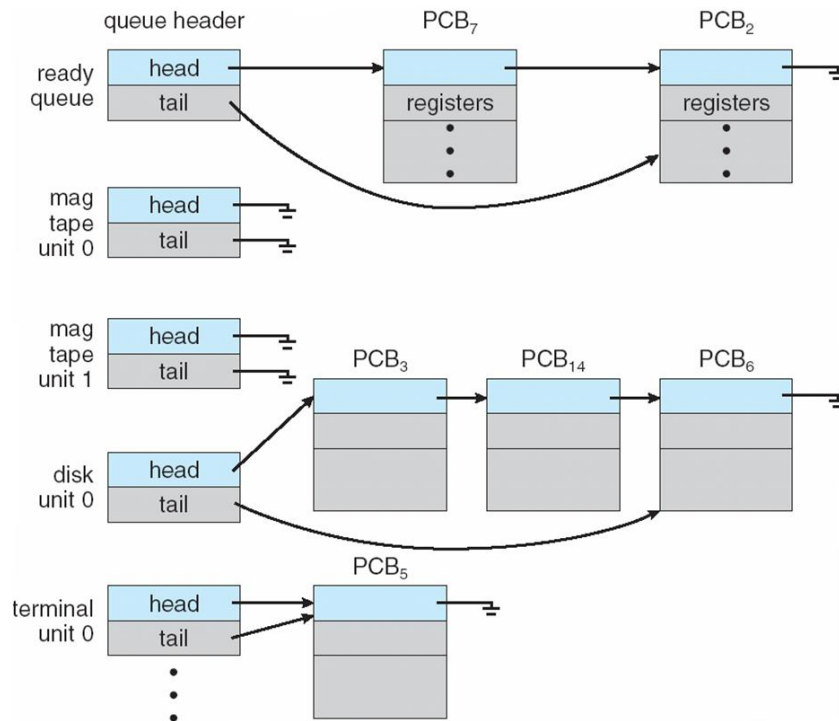 queue header
PCB₇
PCB₂
ready
queue
head
tail
registers
registers
mag
tape
unit 0
head
tail
mag
tape
unit 1
head
tail
PCB₃
PCB₁₄
PCB₆
disk
unit 0
head
tail
PCB₅
terminal
unit 0
head
tail